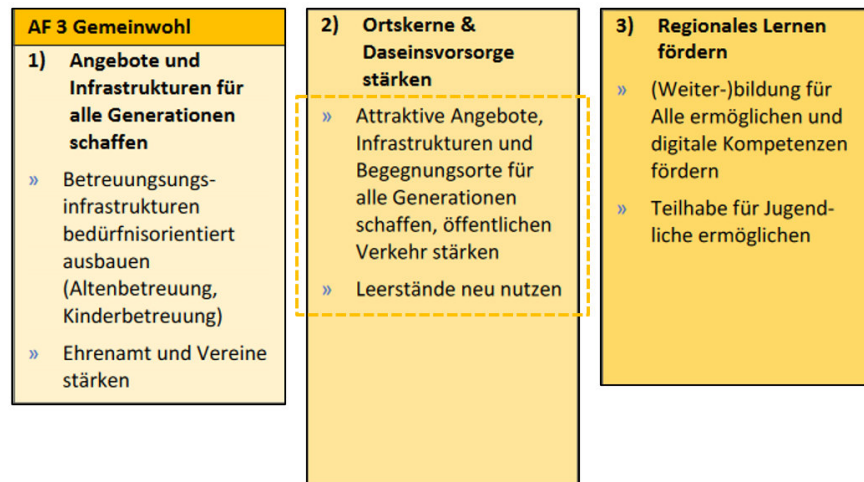 AF 3 Gemeinwohl
1) Angebote und
Infrastrukturen für
alle Generationen
schaffen
» Betreuungsungs-
infrastrukturen
bedürfnisorientiert
ausbauen
(Altenbetreuung,
Kinderbetreuung)
» Ehrenamt und Vereine
stärken
2) Ortskerne &
Daseinsvorsorge
stärken
» Attraktive Angebote,
Infrastrukturen und
Begegnungsorte für
alle Generationen
schaffen, öffentlichen
Verkehr stärken
» Leerstände neu nutzen
3) Regionales Lernen
fördern
» (Weiter-)bildung für
Alle ermöglichen und
digitale Kompetenzen
fördern
» Teilhabe für Jugend-
liche ermöglichen